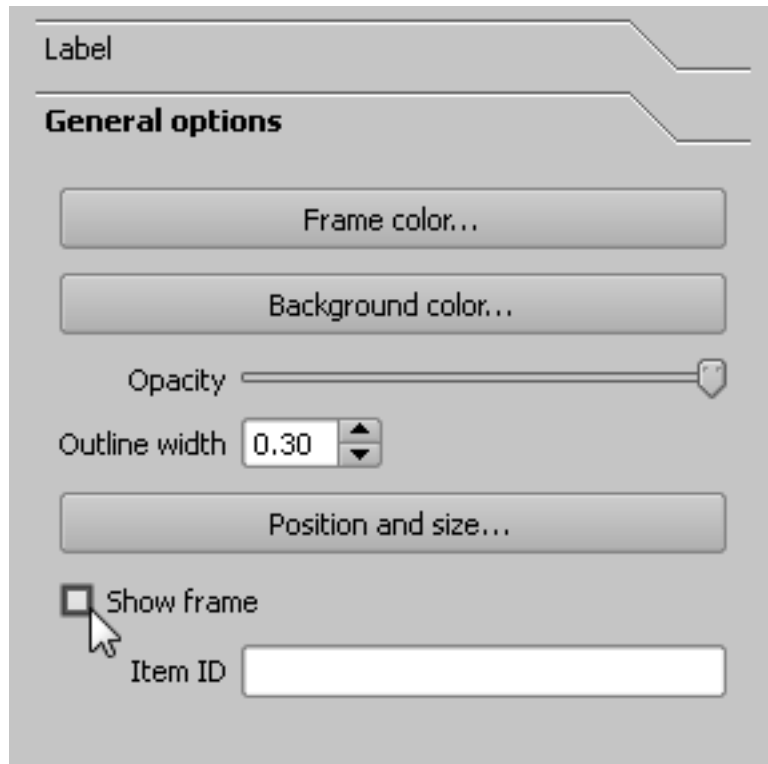 Label
General options
Frame color...
Background color...
Opacity
Outline width 0.30
Position and size...
Show frame
Item ID